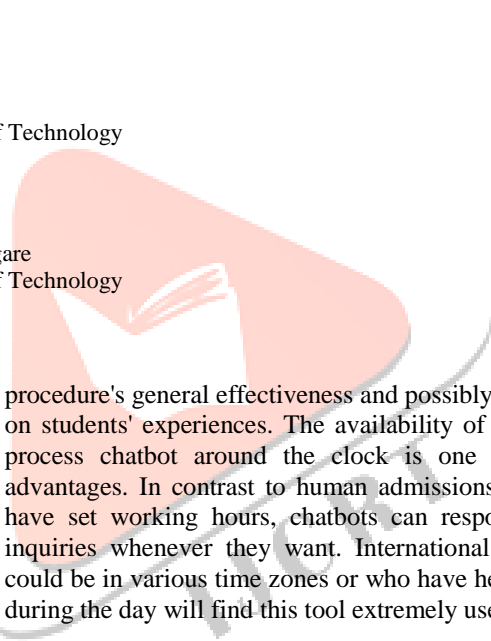 f Technology
gare
f Technology
procedure's general effectiveness and possibly
on students' experiences. The availability of
process chatbot around the clock is one
advantages. In contrast to human admissions
have set working hours, chatbots can respo
inquiries whenever they want. International
could be in various time zones or who have he
during the day will find this tool extremely use
IJCRT